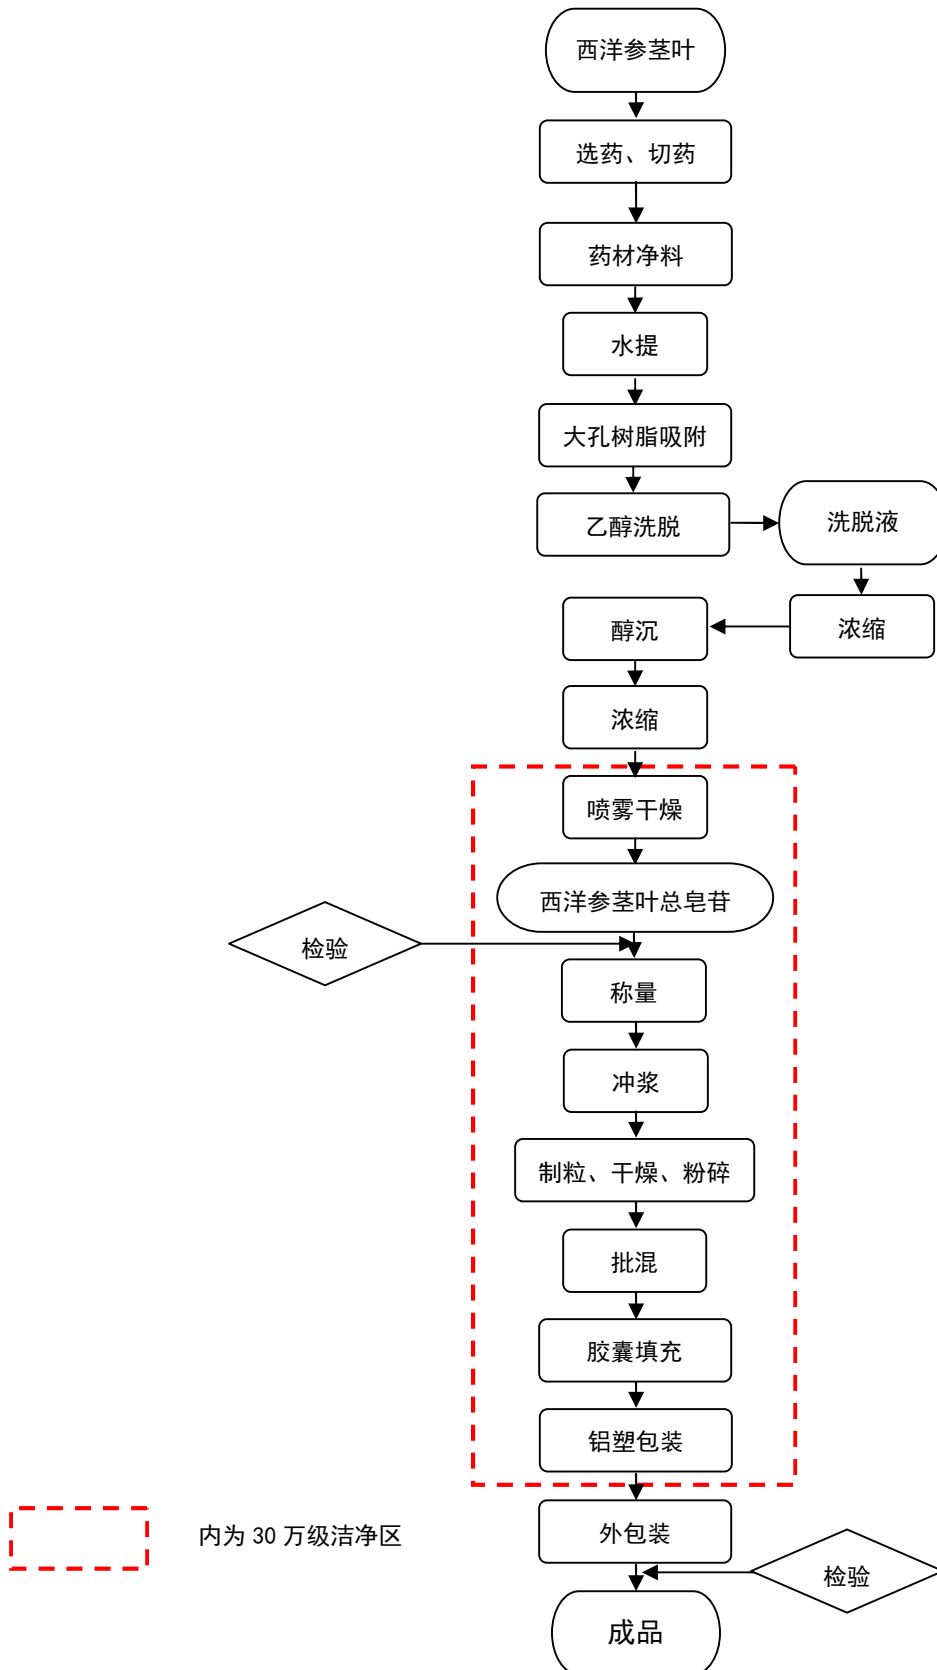 西洋参茎叶
选药、切药
药材净料
水提
大孔树脂吸附
乙醇洗脱
洗脱液
浓缩
醇沉
浓缩
喷雾干燥
西洋参茎叶总皂苷
检验
称量
冲浆
制粒、干燥、粉碎
批混
胶囊填充
铝塑包装
内为 30 万级洁净区
外包装
检验
成品